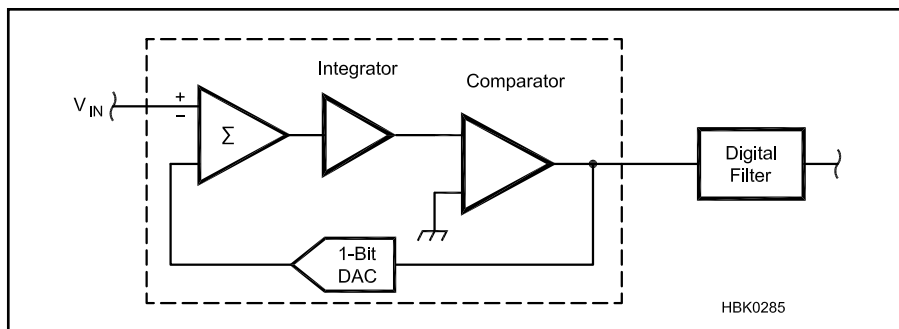 Integrator
Comparator
V IN
+
−
Σ
Digital
Filter
1-Bit
DAC
HBK0285